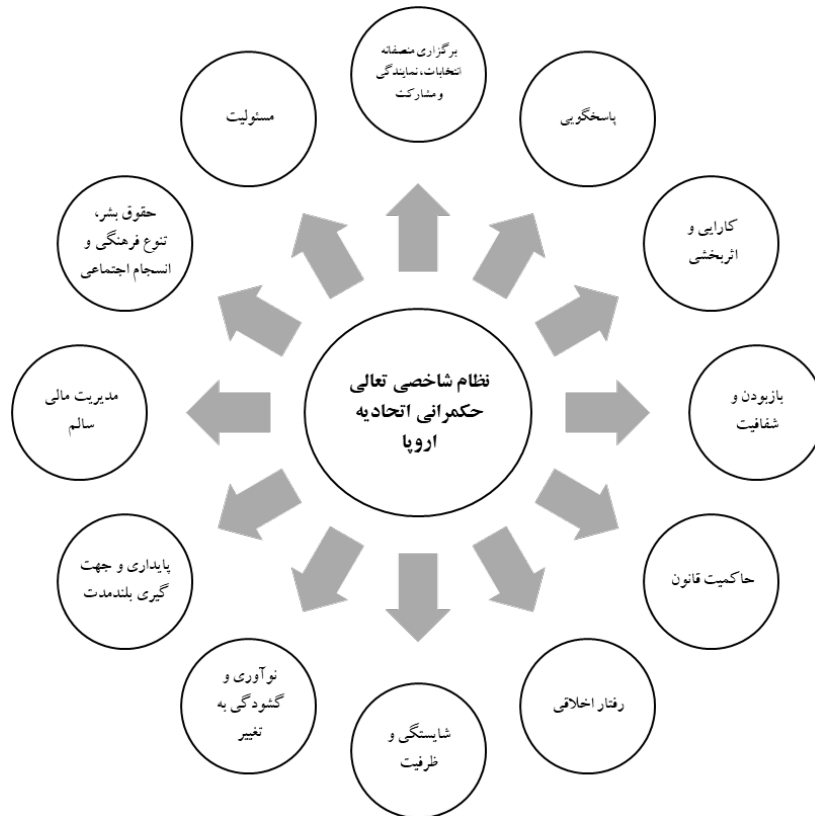 برگزاری منصفانه
انتخابات، نمایندگی
و مشارکت
پاسخگویی
کارایی و
اثربخشی
بازبودن و
شفافیت
حاکمیت قانون
رفتار اخلاقی
شایستگی و
ظرفیت
نوآوری و
گشودگی به
تغییر
پایداری و جهت
گیری بلندمدت
مدیریت مالی
سالم
حقوق بشر،
تنوع فرهنگی و
انسجام اجتماعی
مسئولیت
نظام شاخصی تعالی
حکمرانی اتحادیه
اروپا